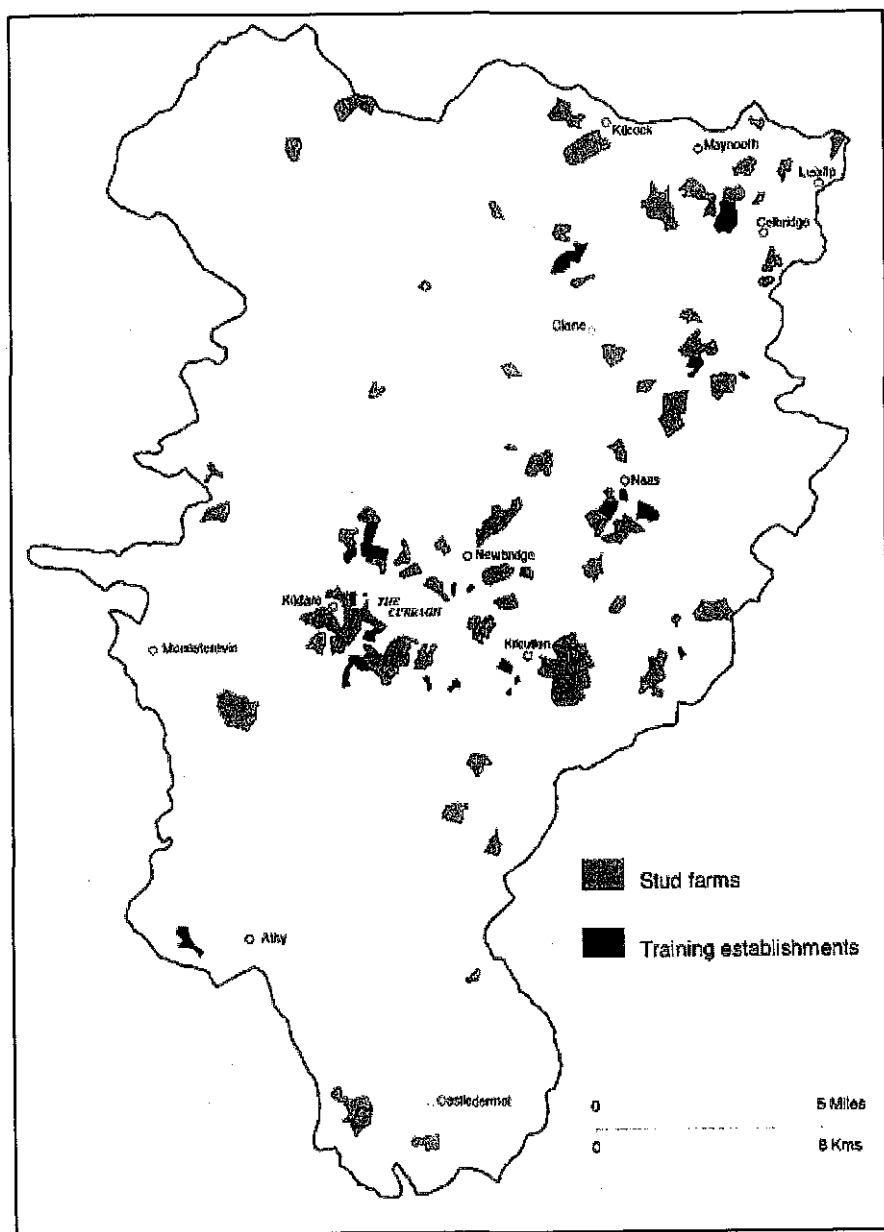 Kilcock
Maynooth
Leixlip
Celbridge
Clane
Naas
Newbridge
Kildare
THE
CURRAGH
Monasterevin
Kilcullen
Stud farms
Athy
Training establishments
Castledermot
0 5 Miles
0 8 Kms